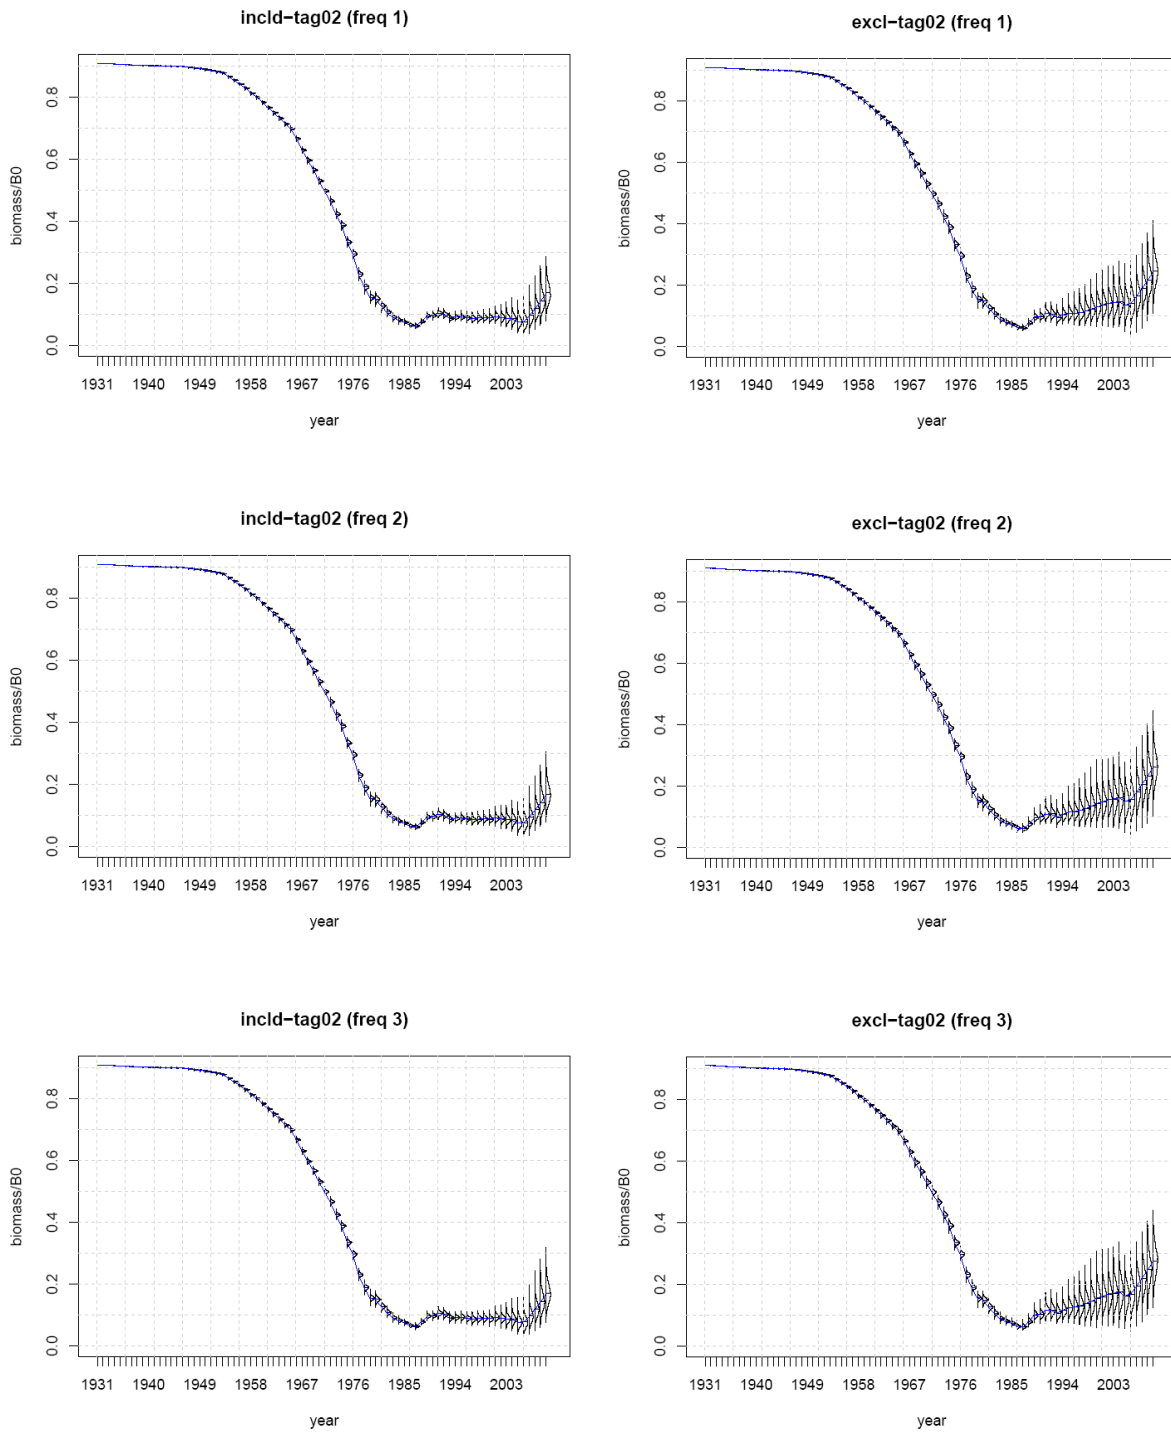 incld-tag02 (freq 1)
biomass/B0
0.0 0.2 0.4 0.6 0.8
1931 1940 1949 1958 1967 1976 1985 1994 2003
year
excl-tag02 (freq 1)
biomass/B0
0.0 0.2 0.4 0.6 0.8
1931 1940 1949 1958 1967 1976 1985 1994 2003
year
incld-tag02 (freq 2)
biomass/B0
0.0 0.2 0.4 0.6 0.8
1931 1940 1949 1958 1967 1976 1985 1994 2003
year
excl-tag02 (freq 2)
biomass/B0
0.0 0.2 0.4 0.6 0.8
1931 1940 1949 1958 1967 1976 1985 1994 2003
year
incld-tag02 (freq 3)
biomass/B0
0.0 0.2 0.4 0.6 0.8
1931 1940 1949 1958 1967 1976 1985 1994 2003
year
excl-tag02 (freq 3)
biomass/B0
0.0 0.2 0.4 0.6 0.8
1931 1940 1949 1958 1967 1976 1985 1994 2003
year